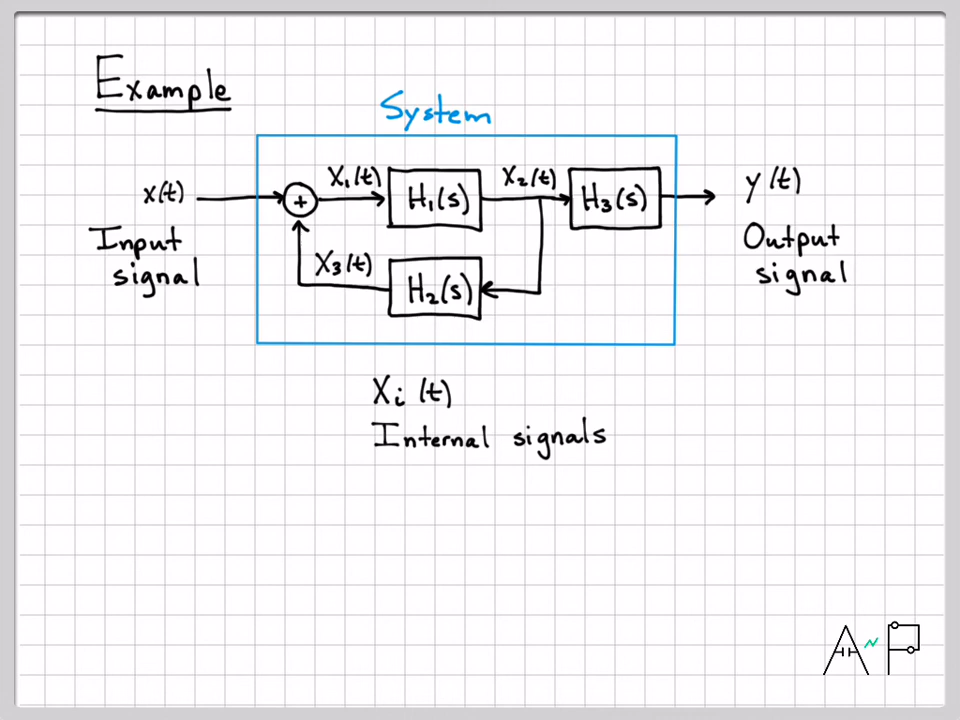 Example
System
x(t)
+
X₁(t)
H₁(s)
X₂(t)
H₃(s)
y(t)
Input
signal
X₃(t)
H₂(s)
Output
signal
Xᵢ(t)
Internal signals
A P